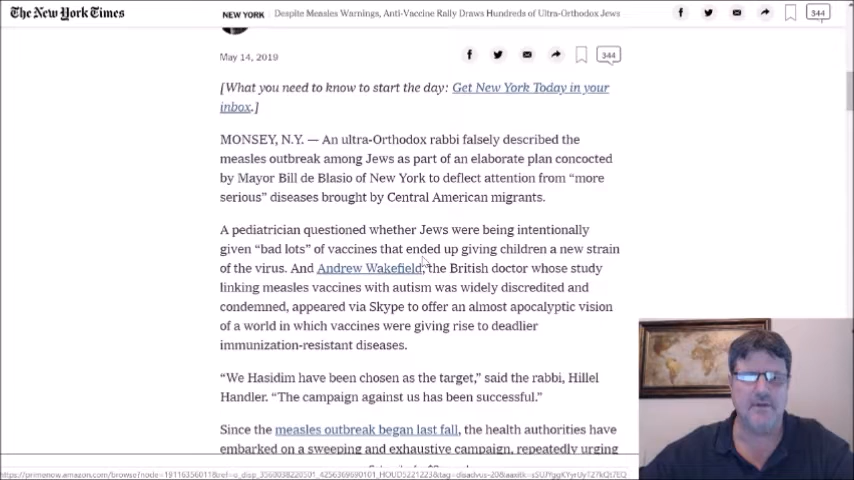 The New York Times
NEW YORK | Despite Measles Warnings, Anti-Vaccine Rally Draws Hundreds of Ultra-Orthodox Jews
344
May 14, 2019
344
[What you need to know to start the day: Get New York Today in your
inbox.]
MONSEY, N.Y. — An ultra-Orthodox rabbi falsely described the
measles outbreak among Jews as part of an elaborate plan concocted
by Mayor Bill de Blasio of New York to deflect attention from “more
serious” diseases brought by Central American migrants.
A pediatrician questioned whether Jews were being intentionally
given “bad lots” of vaccines that ended up giving children a new strain
of the virus. And Andrew Wakefield, the British doctor whose study
linking measles vaccines with autism was widely discredited and
condemned, appeared via Skype to offer an almost apocalyptic vision
of a world in which vaccines were giving rise to deadlier
immunization-resistant diseases.
“We Hasidim have been chosen as the target,” said the rabbi, Hillel
Handler. “The campaign against us has been successful.”
Since the measles outbreak began last fall, the health authorities have
embarked on a sweeping and exhaustive campaign, repeatedly urging